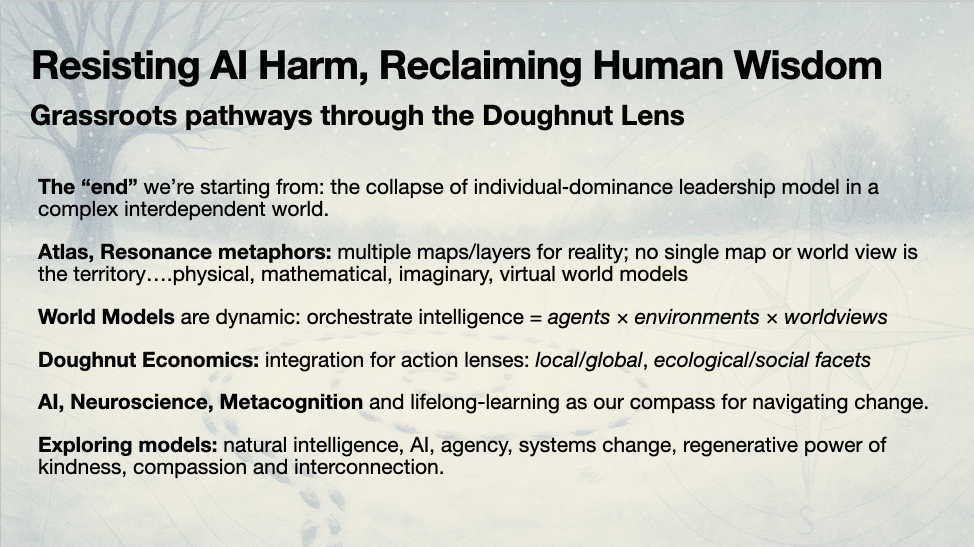 Resisting AI Harm, Reclaiming Human Wisdom
Grassroots pathways through the Doughnut Lens
The “end” we’re starting from: the collapse of individual-dominance leadership model in a
complex interdependent world.
Atlas, Resonance metaphors: multiple maps/layers for reality; no single map or world view is
the territory….physical, mathematical, imaginary, virtual world models
World Models are dynamic: orchestrate intelligence = agents × environments × worldviews
Doughnut Economics: integration for action lenses: local/global, ecological/social facets
AI, Neuroscience, Metacognition and lifelong-learning as our compass for navigating change.
Exploring models: natural intelligence, AI, agency, systems change, regenerative power of
kindness, compassion and interconnection.
S